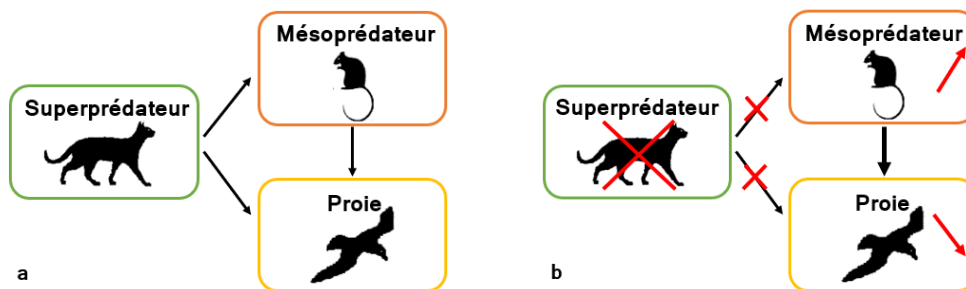 Mésoprédateur
Superprédateur
Proie
a
Mésoprédateur
Superprédateur
Proie
b